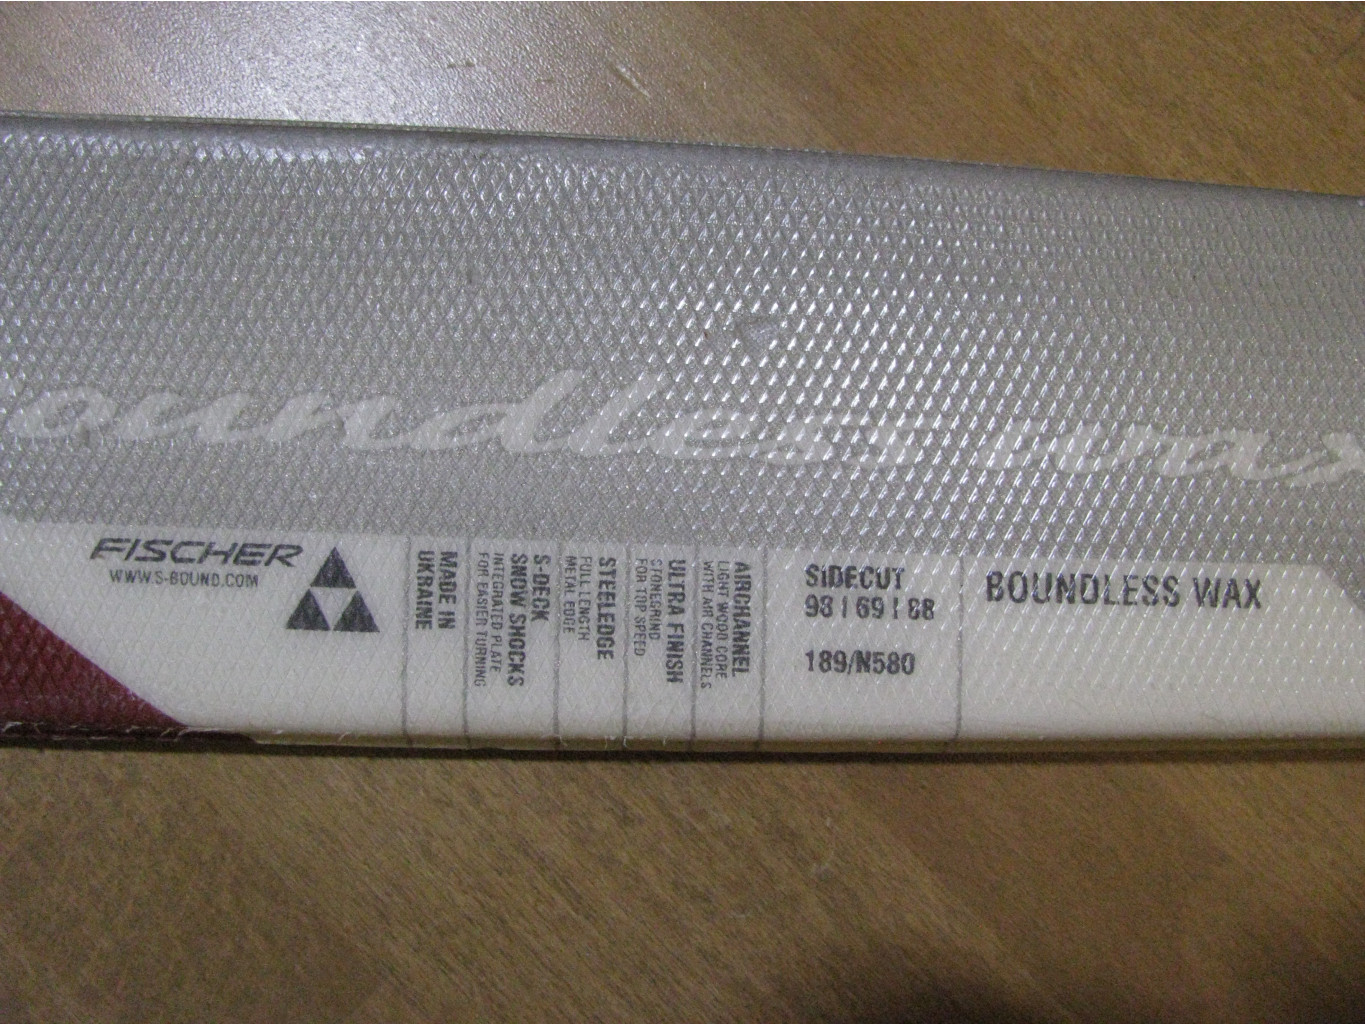 oundless wax
FISCHER
WWW.S-BOUND.COM
MADE IN
UKRAINE
S-DECK
SNOW SHOCKS
INTEGRATED PLATE
FOR EASIER TURNING
STEELEDGE
FULL LENGTH
METAL EDGE
ULTRA FINISH
STONEGRIND
FOR TOP SPEED
AIRCHANNEL
LIGHT WOOD CORE
WITH AIR CHANNELS
SIDECUT
98 | 69 | 88
189/N580
BOUNDLESS WAX